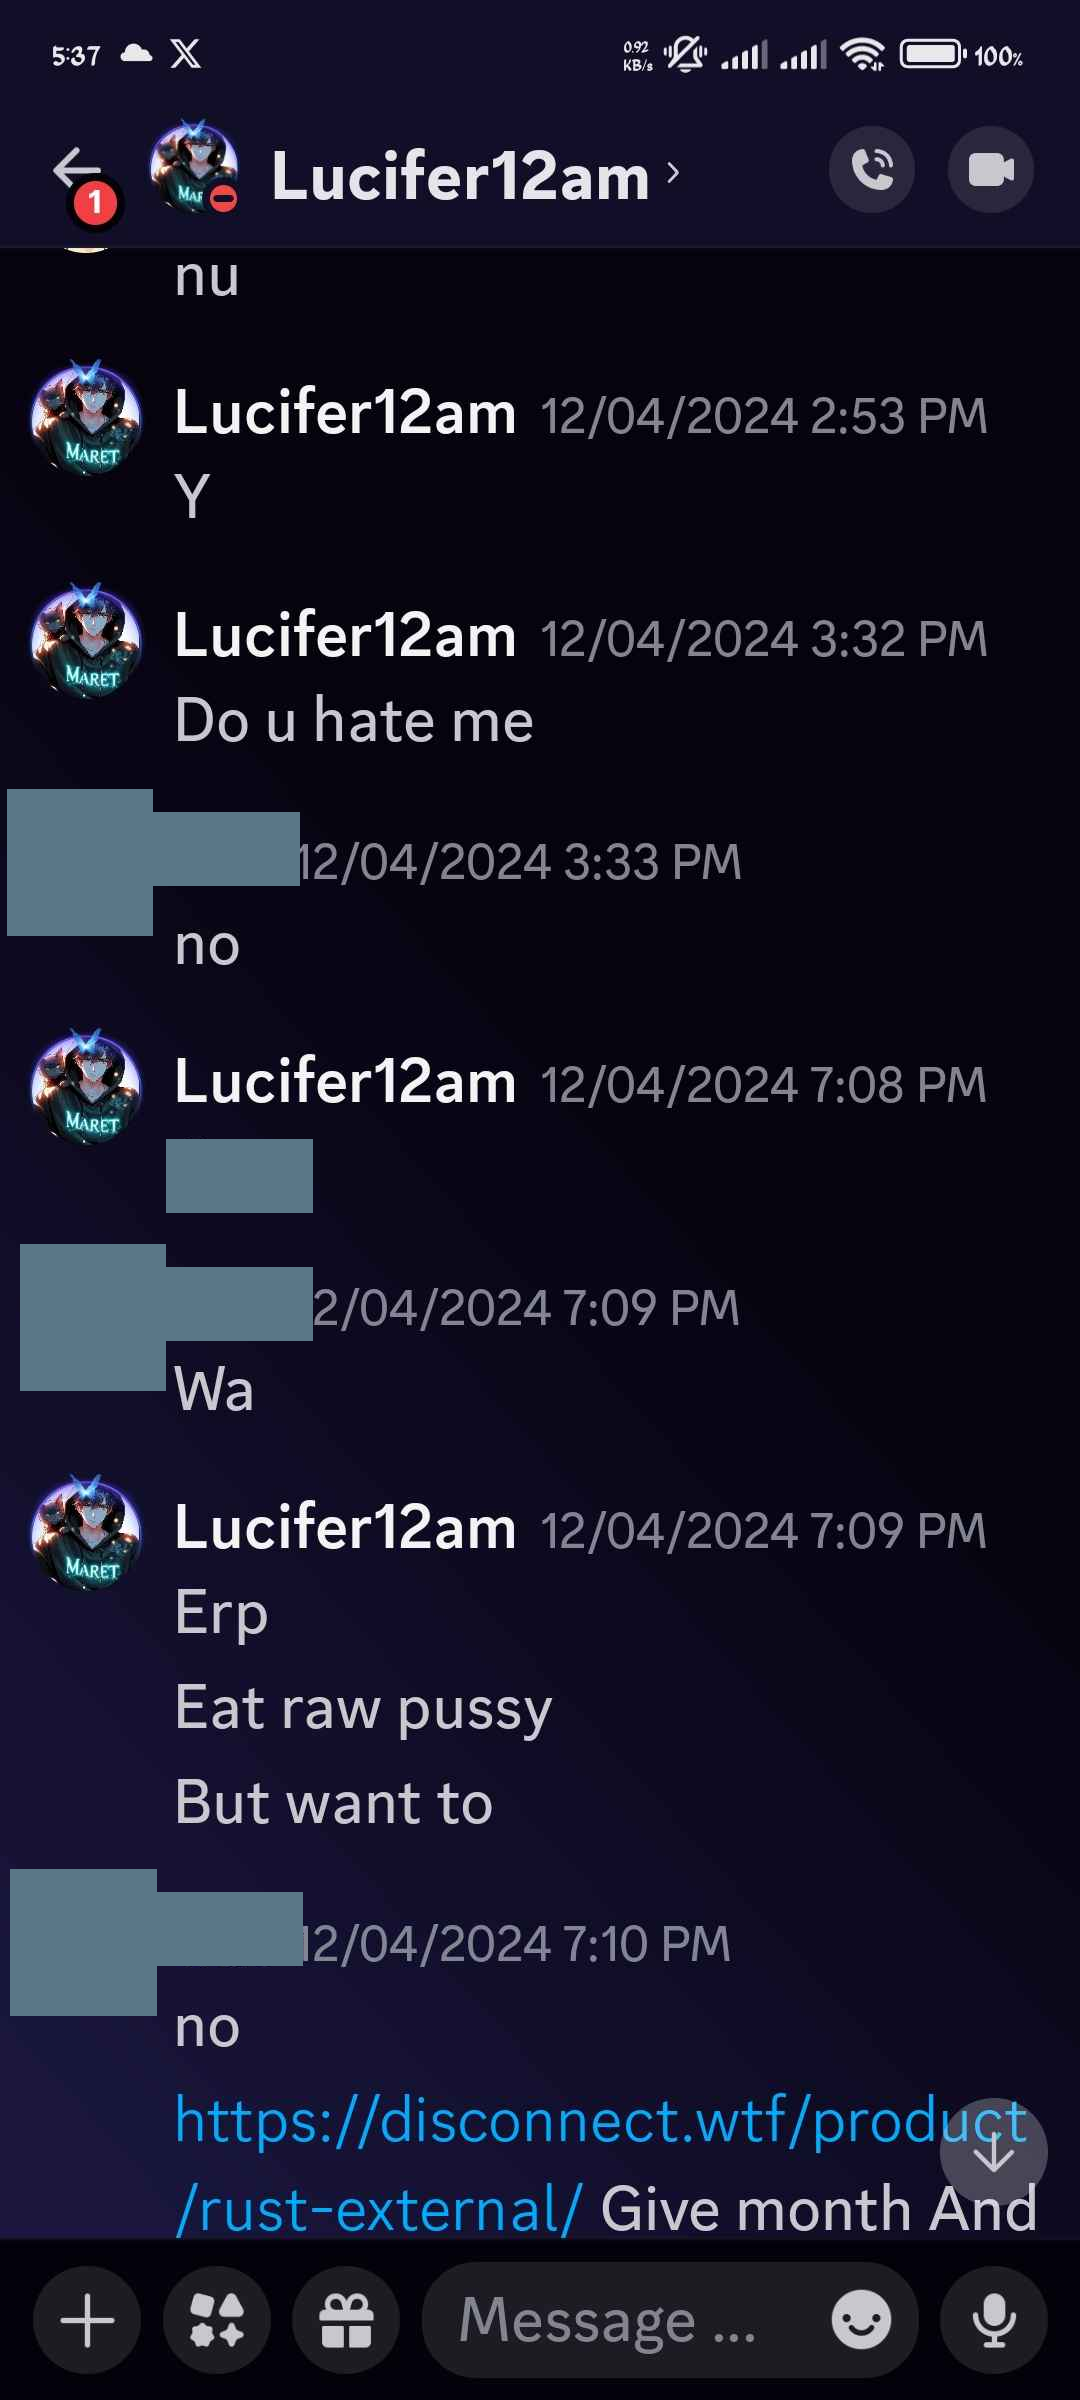 5:37
0.92
KB/s
100%
1
Lucifer12am
nu
Lucifer12am 12/04/2024 2:53 PM
Y
Lucifer12am 12/04/2024 3:32 PM
Do u hate me
12/04/2024 3:33 PM
no
Lucifer12am 12/04/2024 7:08 PM
2/04/2024 7:09 PM
Wa
Lucifer12am 12/04/2024 7:09 PM
Erp
Eat raw pussy
But want to
12/04/2024 7:10 PM
no
https://disconnect.wtf/product
/rust-external/ Give month And
Message ...
MARET
MARET
MARET
MARET